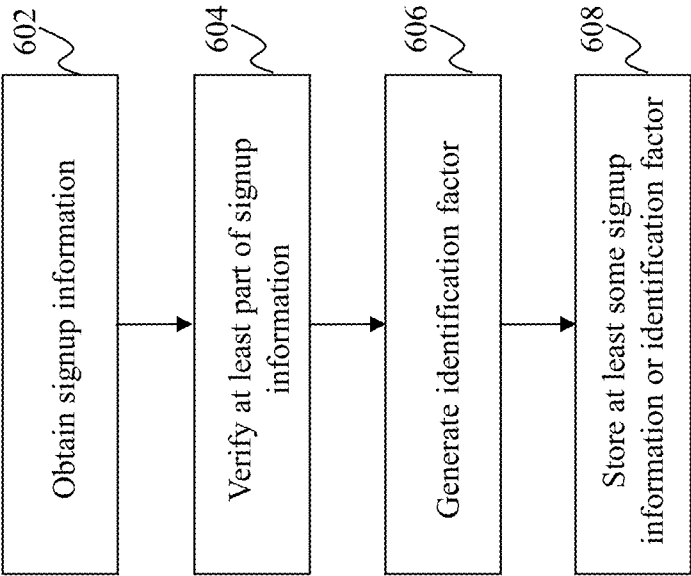 602
Obtain signup information
604
Verify at least part of signup
information
606
Generate identification factor
608
Store at least some signup
information or identification factor